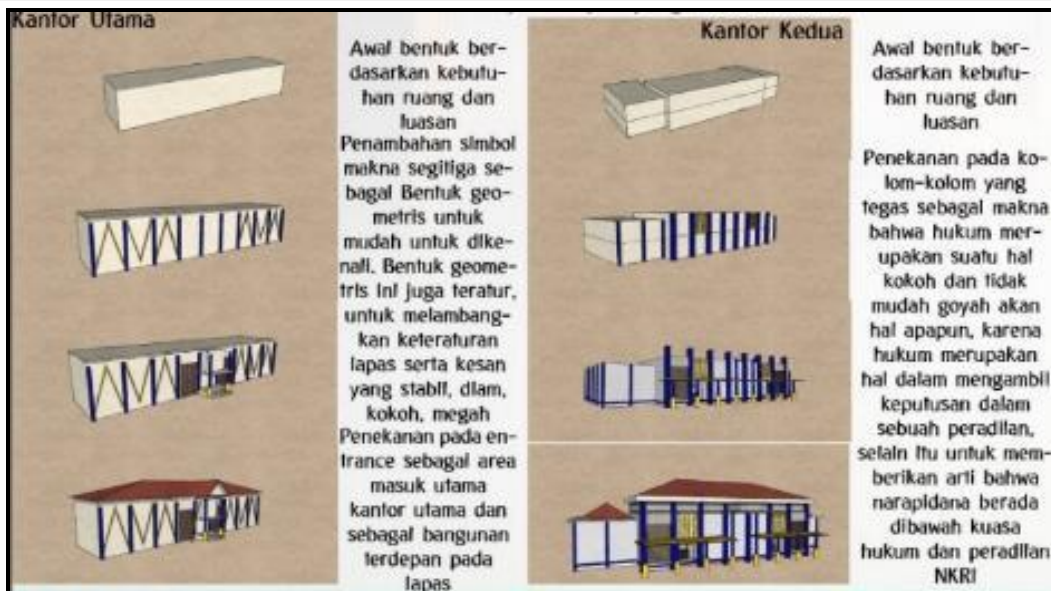 Kantor Utama
Awal bentuk ber-
dasarkan kebutu-
han ruang dan
luasan
Penambahan simbol
makna segitiga se-
bagai Bentuk geo-
metris untuk
mudah untuk dike-
nali. Bentuk geome-
tris ini juga teratur,
untuk melambang-
kan keteraturan
lapas serta kesan
yang stabil, diam,
kokoh, megah
Penekanan pada en-
trance sebagai area
masuk utama
kantor utama dan
sebagai bangunan
terdepan pada
lapas
Kantor Kedua
Awal bentuk ber-
dasarkan kebutu-
han ruang dan
luasan
Penekanan pada ko-
lom-kolom yang
tegas sebagai makna
bahwa hukum mer-
upakan suatu hal
kokoh dan tidak
mudah goyah akan
hal apapun, karena
hukum merupakan
hal dalam mengambil
keputusan dalam
sebuah peradilan,
selain itu untuk mem-
berikan arti bahwa
narapidana berada
dibawah kuasa
hukum dan peradilan
NKRI